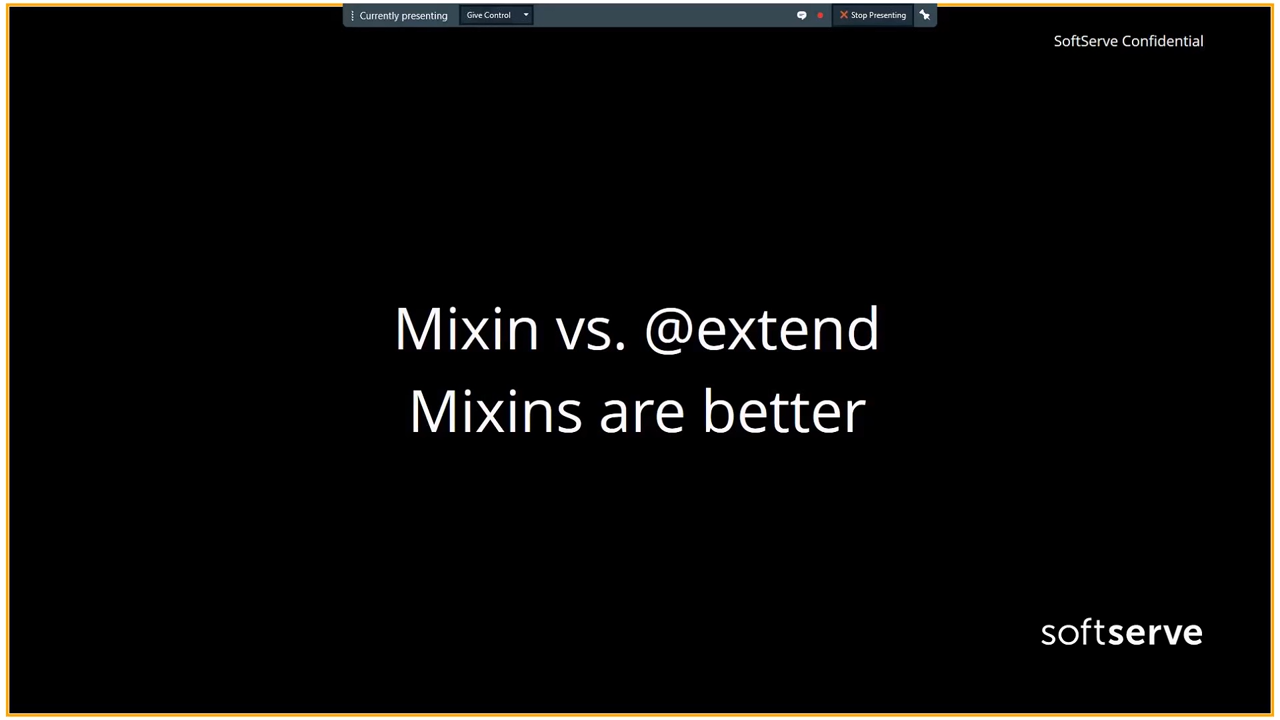 Currently presenting Give Control Stop Presenting
SoftServe Confidential
Mixin vs. @extend
Mixins are better
softserve